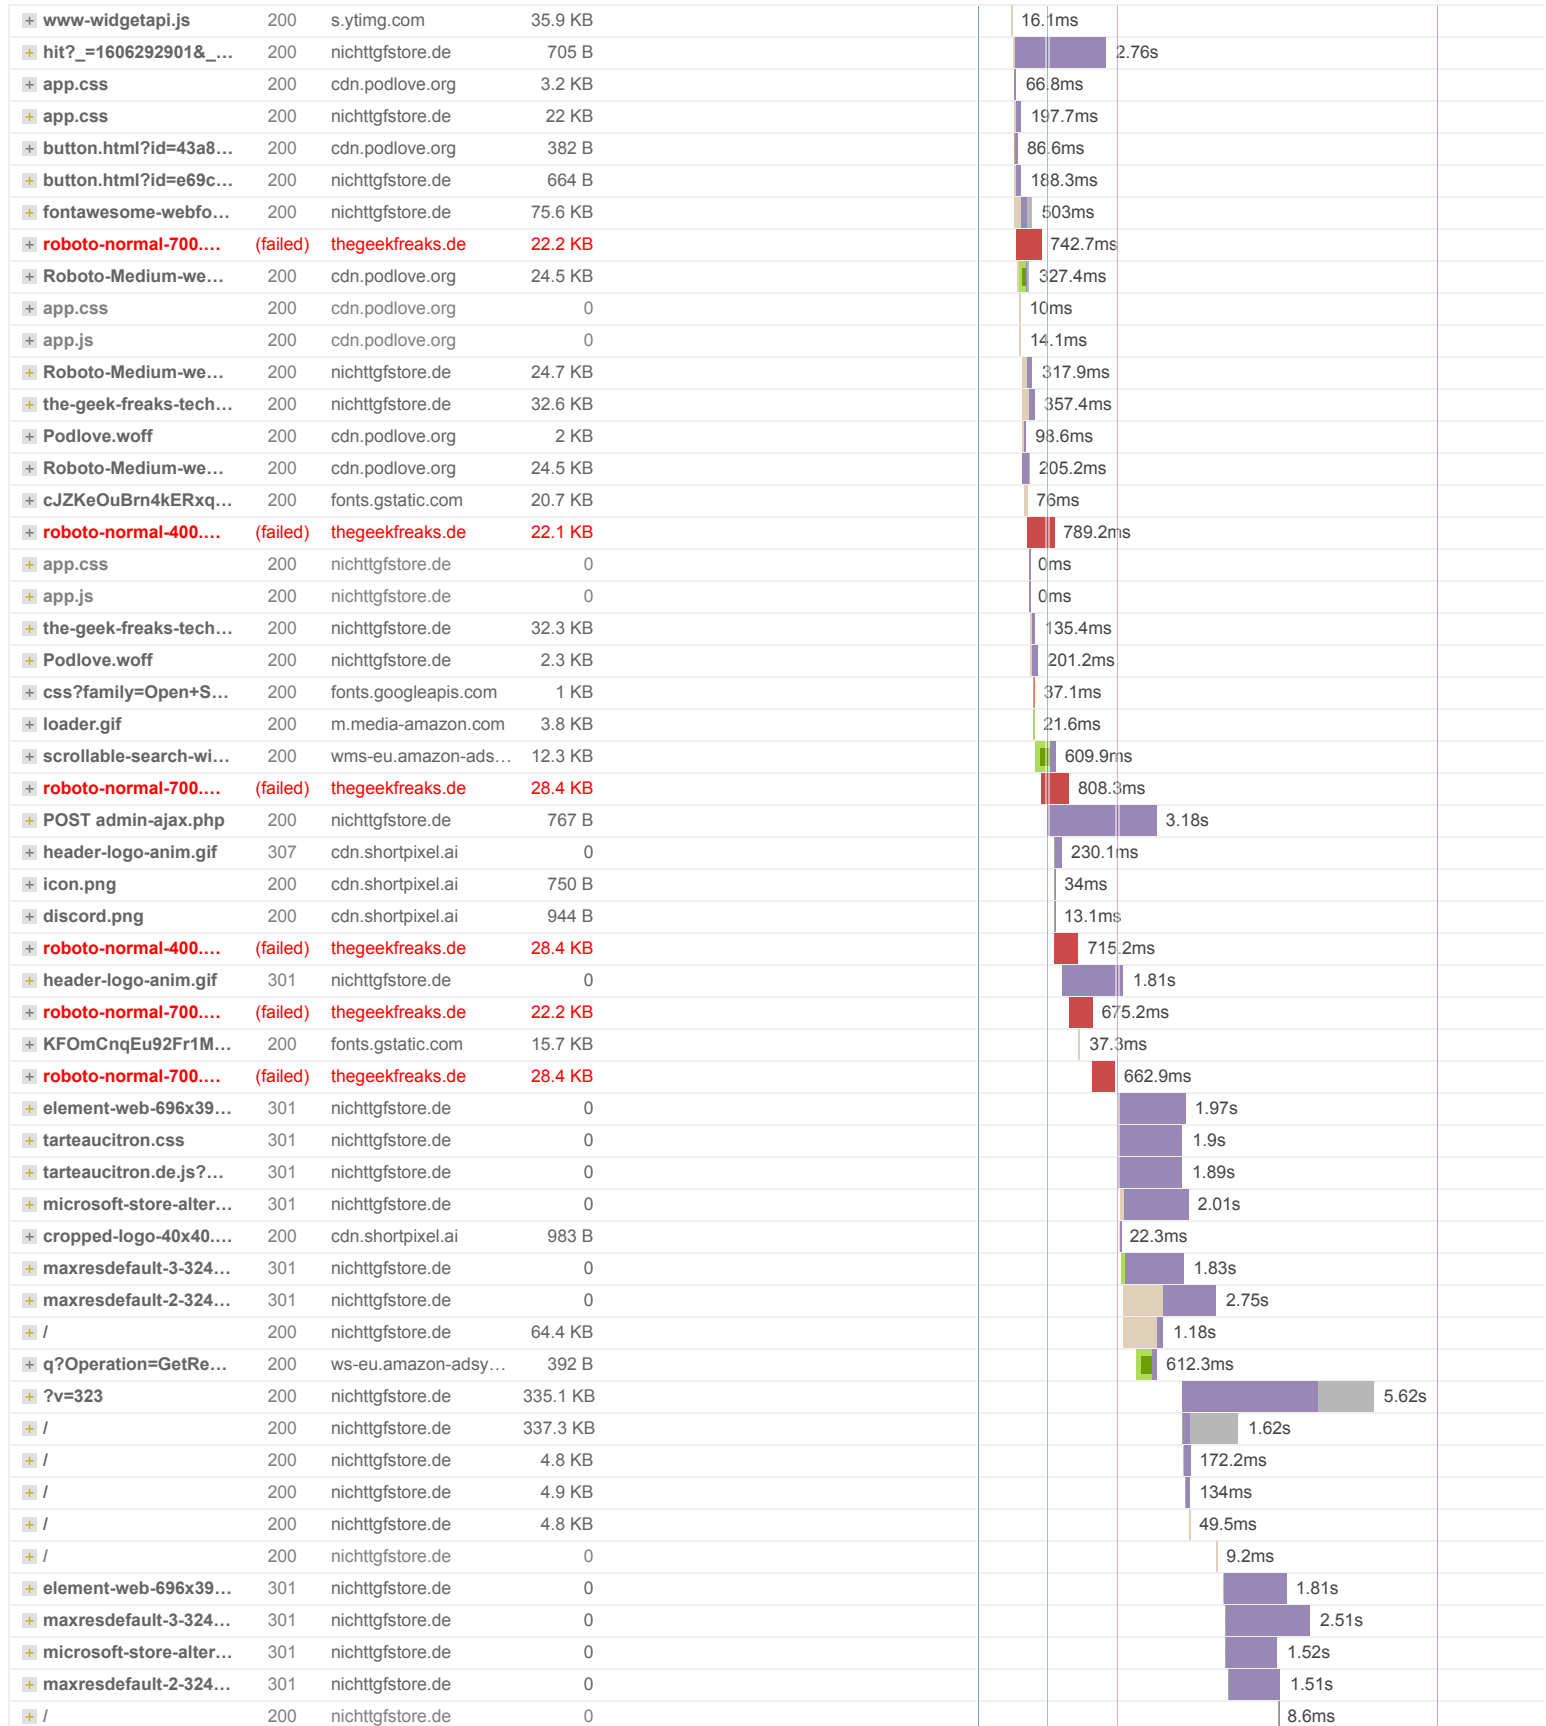 www-widgetapi.js 200 s.ytimg.com 35.9 KB 16.1ms
hit?_=1606292901&_… 200 nichttgfstore.de 705 B 2.76s
app.css 200 cdn.podlove.org 3.2 KB 66.8ms
app.css 200 nichttgfstore.de 22 KB 197.7ms
button.html?id=43a8… 200 cdn.podlove.org 382 B 86.6ms
button.html?id=e69c… 200 nichttgfstore.de 664 B 188.3ms
fontawesome-webfo… 200 nichttgfstore.de 75.6 KB 503ms
roboto-normal-700.… (failed) thegeekfreaks.de 22.2 KB 742.7ms
Roboto-Medium-we… 200 cdn.podlove.org 24.5 KB 327.4ms
app.css 200 cdn.podlove.org 0 10ms
app.js 200 cdn.podlove.org 0 14.1ms
Roboto-Medium-we… 200 nichttgfstore.de 24.7 KB 317.9ms
the-geek-freaks-tech… 200 nichttgfstore.de 32.6 KB 357.4ms
Podlove.woff 200 cdn.podlove.org 2 KB 98.6ms
Roboto-Medium-we… 200 cdn.podlove.org 24.5 KB 205.2ms
cJZKeOuBrn4kERxq… 200 fonts.gstatic.com 20.7 KB 76ms
roboto-normal-400.… (failed) thegeekfreaks.de 22.1 KB 789.2ms
app.css 200 nichttgfstore.de 0 0ms
app.js 200 nichttgfstore.de 0 0ms
the-geek-freaks-tech… 200 nichttgfstore.de 32.3 KB 135.4ms
Podlove.woff 200 nichttgfstore.de 2.3 KB 201.2ms
css?family=Open+S… 200 fonts.googleapis.com 1 KB 37.1ms
loader.gif 200 m.media-amazon.com 3.8 KB 21.6ms
scrollable-search-wi… 200 wms-eu.amazon-ads… 12.3 KB 609.9ms
roboto-normal-700.… (failed) thegeekfreaks.de 28.4 KB 808.3ms
POST admin-ajax.php 200 nichttgfstore.de 767 B 3.18s
header-logo-anim.gif 307 cdn.shortpixel.ai 0 230.1ms
icon.png 200 cdn.shortpixel.ai 750 B 34ms
discord.png 200 cdn.shortpixel.ai 944 B 13.1ms
roboto-normal-400.… (failed) thegeekfreaks.de 28.4 KB 715.2ms
header-logo-anim.gif 301 nichttgfstore.de 0 1.81s
roboto-normal-700.… (failed) thegeekfreaks.de 22.2 KB 675.2ms
KFOmCnqEu92Fr1M… 200 fonts.gstatic.com 15.7 KB 37.3ms
roboto-normal-700.… (failed) thegeekfreaks.de 28.4 KB 662.9ms
element-web-696x39… 301 nichttgfstore.de 0 1.97s
tarteaucitron.css 301 nichttgfstore.de 0 1.9s
tarteaucitron.de.js?… 301 nichttgfstore.de 0 1.89s
microsoft-store-alter… 301 nichttgfstore.de 0 2.01s
cropped-logo-40x40.… 200 cdn.shortpixel.ai 983 B 22.3ms
maxresdefault-3-324… 301 nichttgfstore.de 0 1.83s
maxresdefault-2-324… 301 nichttgfstore.de 0 2.75s
/ 200 nichttgfstore.de 64.4 KB 1.18s
q?Operation=GetRe… 200 ws-eu.amazon-adsy… 392 B 612.3ms
?v=323 200 nichttgfstore.de 335.1 KB 5.62s
/ 200 nichttgfstore.de 337.3 KB 1.62s
/ 200 nichttgfstore.de 4.8 KB 172.2ms
/ 200 nichttgfstore.de 4.9 KB 134ms
/ 200 nichttgfstore.de 4.8 KB 49.5ms
/ 200 nichttgfstore.de 0 9.2ms
element-web-696x39… 301 nichttgfstore.de 0 1.81s
maxresdefault-3-324… 301 nichttgfstore.de 0 2.51s
microsoft-store-alter… 301 nichttgfstore.de 0 1.52s
maxresdefault-2-324… 301 nichttgfstore.de 0 1.51s
/ 200 nichttgfstore.de 0 8.6ms